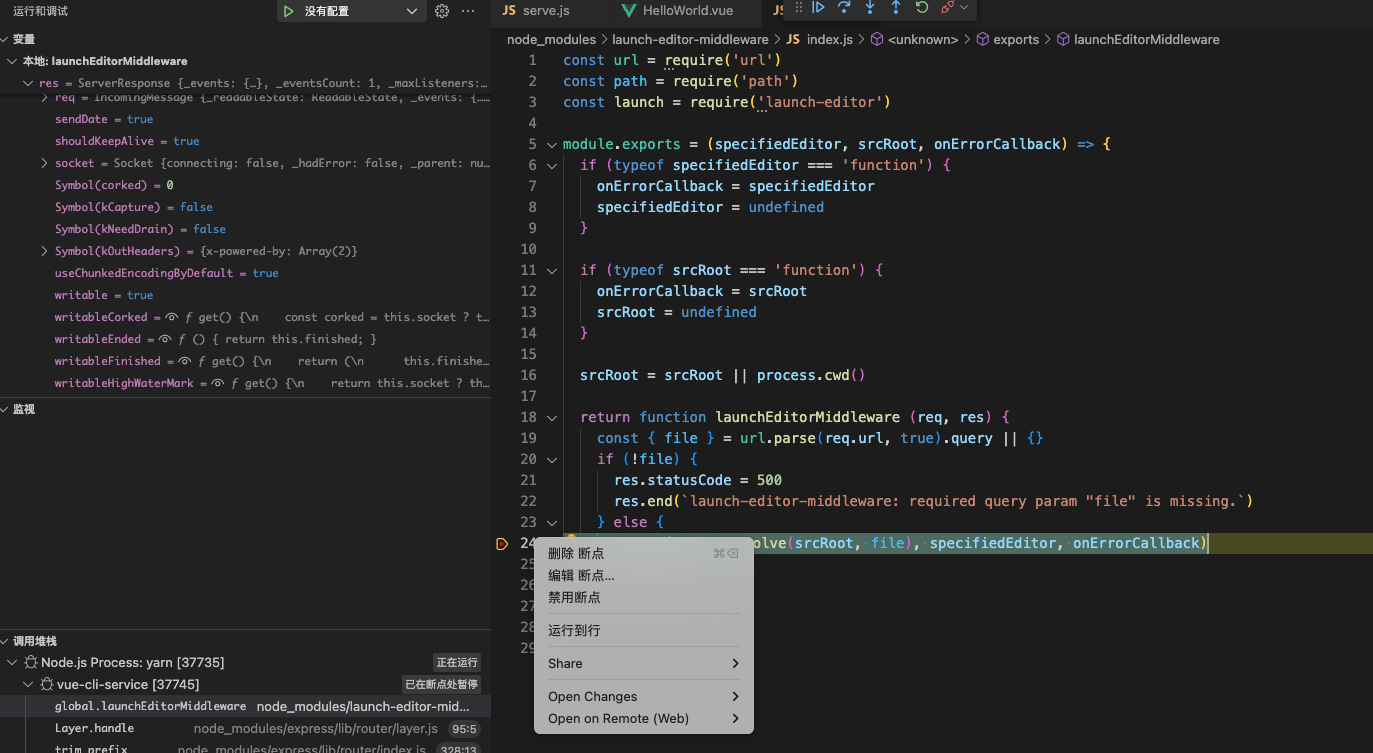 运行和调试
没有配置
变量
本地: launchEditorMiddleware
res = ServerResponse {_events: {…}, _eventsCount: 1, _maxListeners:…
req = IncomingMessage {_readableState: ReadableState, _events: {……
sendDate = true
shouldKeepAlive = true
socket = Socket {connecting: false, _hadError: false, _parent: nu…
Symbol(corked) = 0
Symbol(kCapture) = false
Symbol(kNeedDrain) = false
Symbol(kOutHeaders) = {x-powered-by: Array(2)}
useChunkedEncodingByDefault = true
writable = true
writableCorked = ƒ get() {\n    const corked = this.socket ? t…
writableEnded = ƒ () { return this.finished; }
writableFinished = ƒ get() {\n    return (\n      this.finishe…
writableHighWaterMark = ƒ get() {\n    return this.socket ? th…
监视
调用堆栈
Node.js Process: yarn [37735] 正在运行
vue-cli-service [37745] 已在断点处暂停
global.launchEditorMiddleware node_modules/launch-editor-mid...
Layer.handle node_modules/express/lib/router/layer.js 95:5
trim_prefix node_modules/express/lib/router/index.js 328:13
JS serve.js HelloWorld.vue JS
node_modules > launch-editor-middleware > JS index.js > <unknown> > exports > launchEditorMiddleware
1 const url = require('url')
2 const path = require('path')
3 const launch = require('launch-editor')
4
5 module.exports = (specifiedEditor, srcRoot, onErrorCallback) => {
6 if (typeof specifiedEditor === 'function') {
7 onErrorCallback = specifiedEditor
8 specifiedEditor = undefined
9 }
10
11 if (typeof srcRoot === 'function') {
12 onErrorCallback = srcRoot
13 srcRoot = undefined
14 }
15
16 srcRoot = srcRoot || process.cwd()
17
18 return function launchEditorMiddleware (req, res) {
19 const { file } = url.parse(req.url, true).query || {}
20 if (!file) {
21 res.statusCode = 500
22 res.end(`launch-editor-middleware: required query param "file" is missing.`)
23 } else {
24 olve(srcRoot, file), specifiedEditor, onErrorCallback)
25
26
27
28
29
删除 断点 ⌘⌫
编辑 断点...
禁用断点
运行到行
Share
Open Changes
Open on Remote (Web)